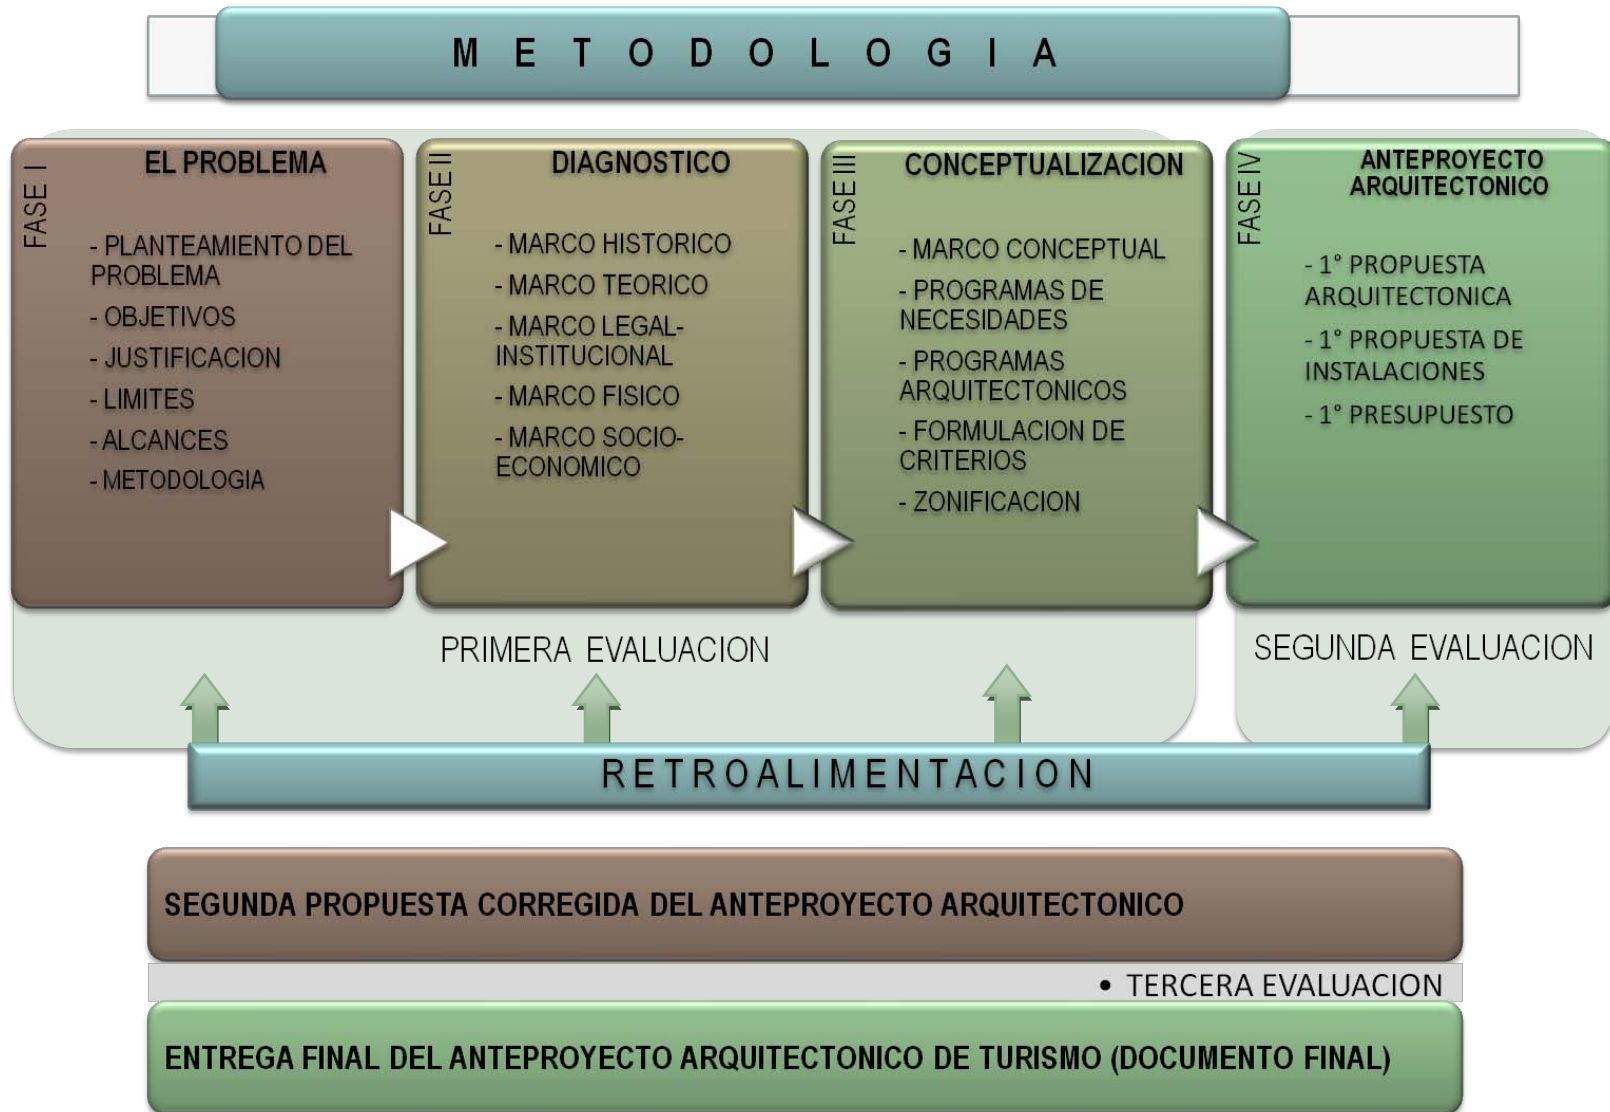 M E T O D O L O G I A
FASE I
EL PROBLEMA
- PLANTEAMIENTO DEL
PROBLEMA
- OBJETIVOS
- JUSTIFICACION
- LIMITES
- ALCANCES
- METODOLOGIA
FASE II
DIAGNOSTICO
- MARCO HISTORICO
- MARCO TEORICO
- MARCO LEGAL-
INSTITUCIONAL
- MARCO FISICO
- MARCO SOCIO-
ECONOMICO
FASE III
CONCEPTUALIZACION
- MARCO CONCEPTUAL
- PROGRAMAS DE
NECESIDADES
- PROGRAMAS
ARQUITECTONICOS
- FORMULACION DE
CRITERIOS
- ZONIFICACION
FASE IV
ANTEPROYECTO
ARQUITECTONICO
- 1° PROPUESTA
ARQUITECTONICA
- 1° PROPUESTA DE
INSTALACIONES
- 1° PRESUPUESTO
PRIMERA EVALUACION
SEGUNDA EVALUACION
R E T R O A L I M E N T A C I O N
SEGUNDA PROPUESTA CORREGIDA DEL ANTEPROYECTO ARQUITECTONICO
• TERCERA EVALUACION
ENTREGA FINAL DEL ANTEPROYECTO ARQUITECTONICO DE TURISMO (DOCUMENTO FINAL)